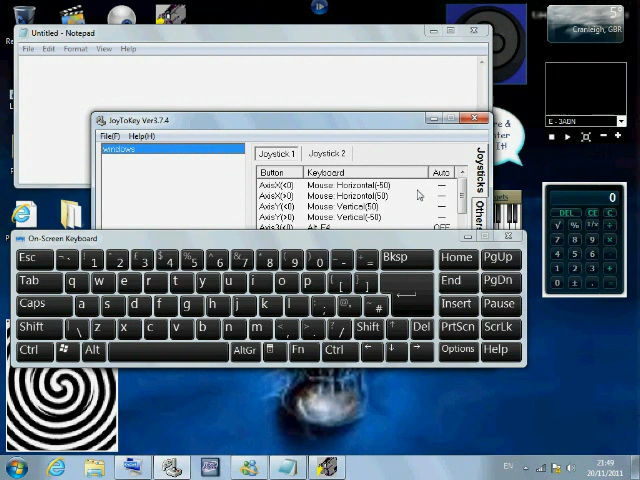 Untitled - Notepad
File Edit Format View Help
5°
Cranleigh, GBR
JoyToKey Ver3.7.4
File(F) Help(H)
windows
Joystick 1 Joystick 2
Joysticks
Button Keyboard Auto
AxisX(<0) Mouse: Horizontal(-50) —
AxisX(>0) Mouse: Horizontal(50) —
AxisY(<0) Mouse: Vertical(50) —
AxisY(>0) Mouse: Vertical(-50) —
It!
E - 3ABN
0
DEL CE C
7 8 9
4 5 6
1 2 3
On-Screen Keyboard
Esc 1 2 3 4 5 6 7 8 9 0 - = Bksp Home PgUp
Tab q w e r t y u i o p [ ] End PgDn
Caps a s d f g h j k l ; # Insert Pause
Shift \ z x c v b n m , . / Shift ↑ Del PrtScn ScrLk
Ctrl Alt AltGr Fn Ctrl ← ↓ → Options Help
EN
21:49
20/11/2011